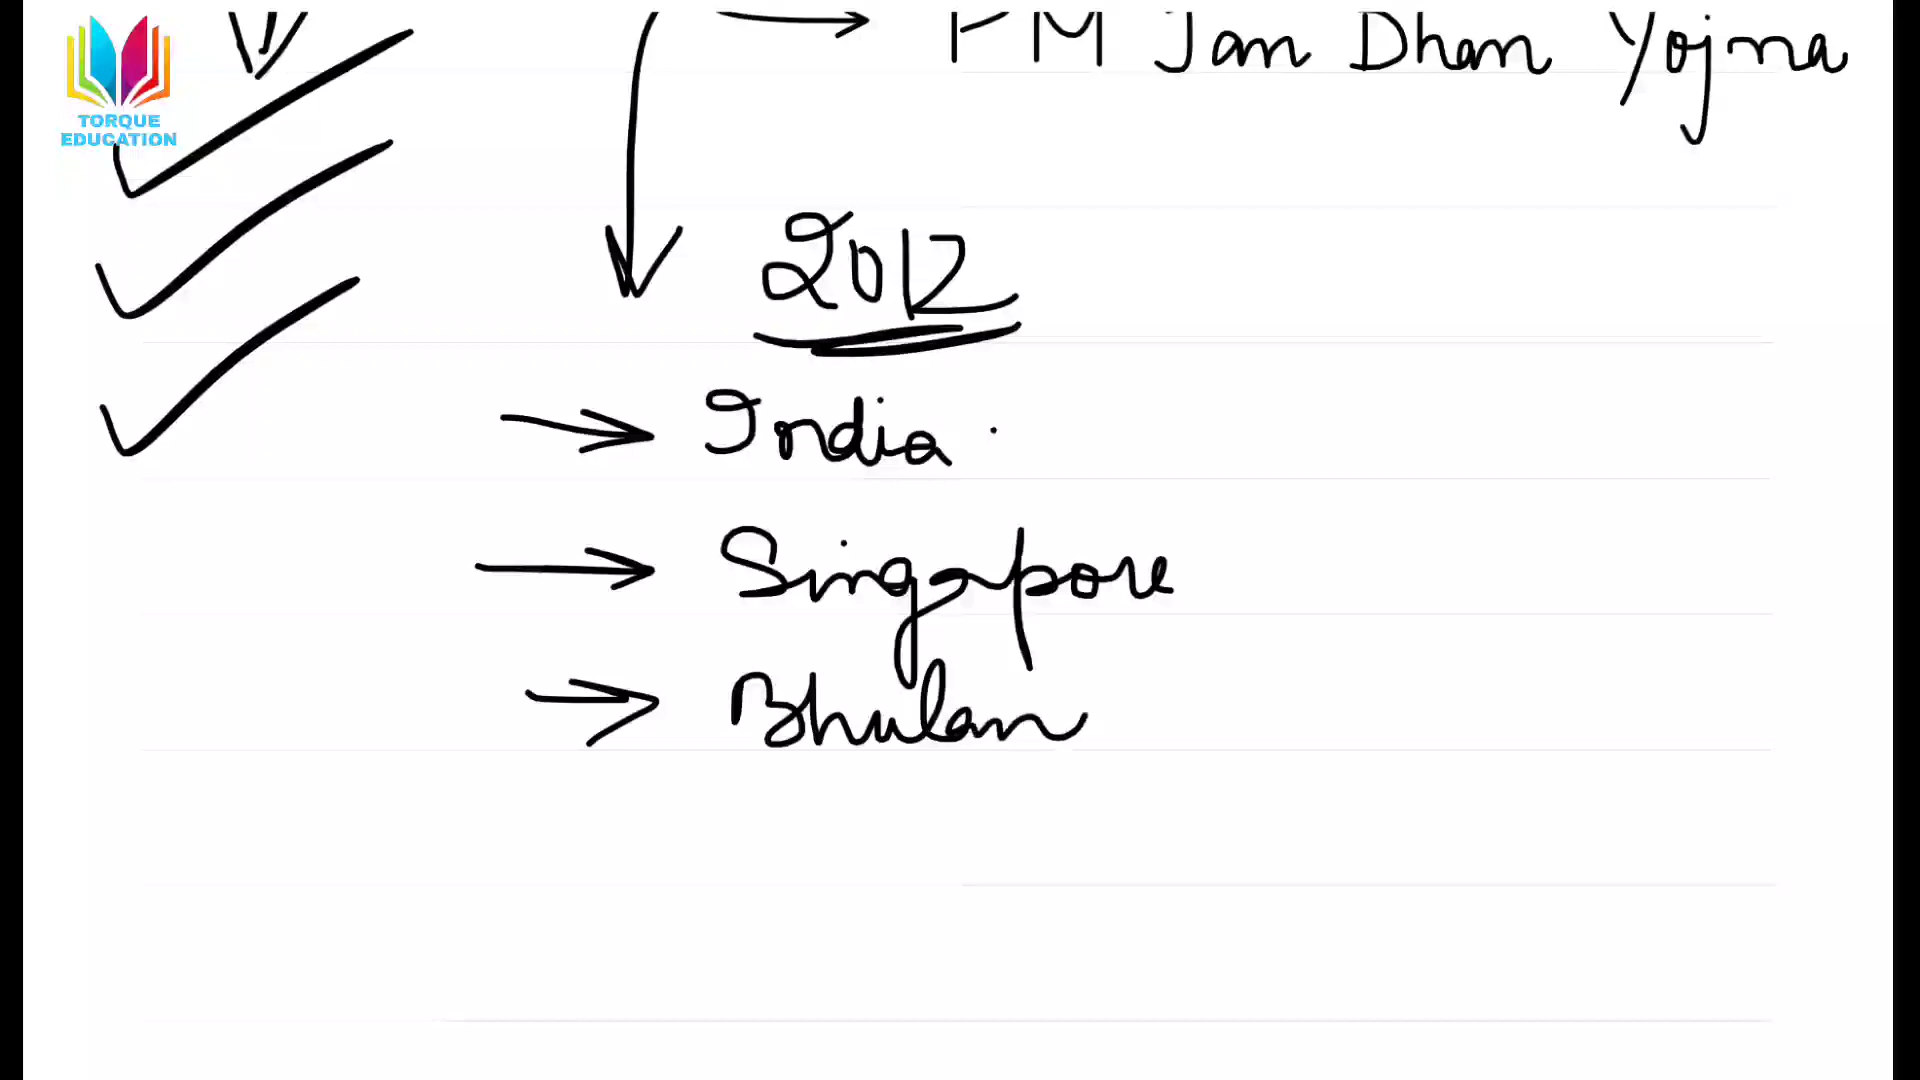 PM Jan Dhan Yojna
TORQUE
EDUCATION
2012
India
Singapore
Bhutan